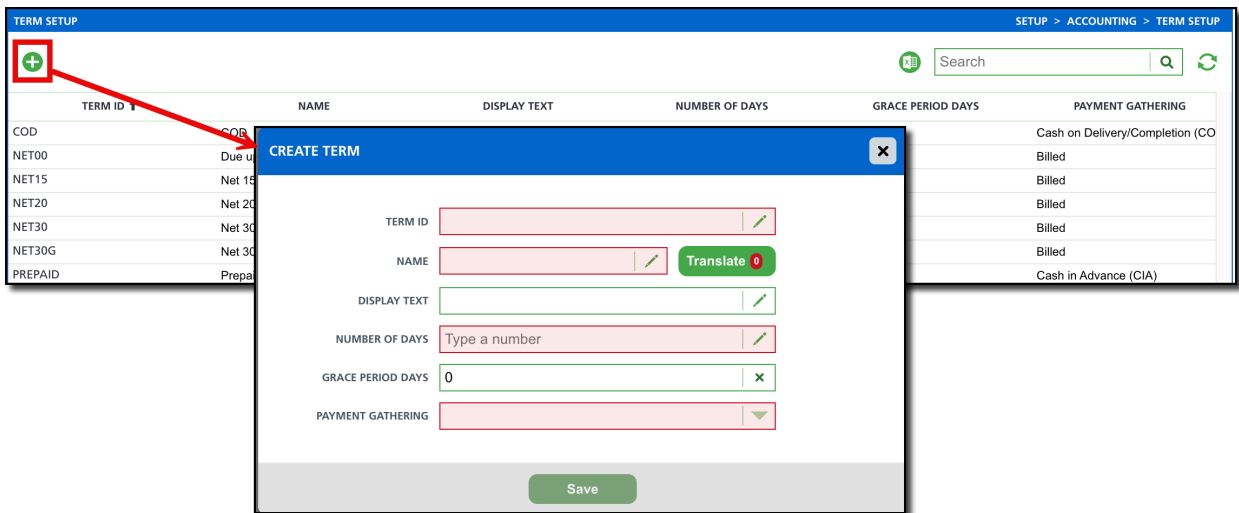 TERM SETUP SETUP > ACCOUNTING > TERM SETUP
Search
TERM ID NAME DISPLAY TEXT NUMBER OF DAYS GRACE PERIOD DAYS PAYMENT GATHERING
COD COD Cash on Delivery/Completion (CO
NET00 Due u Billed
NET15 Net 15 Billed
NET20 Net 20 Billed
NET30 Net 30 Billed
NET30G Net 30 Billed
PREPAID Prepai Cash in Advance (CIA)
CREATE TERM
TERM ID
NAME Translate 0
DISPLAY TEXT
NUMBER OF DAYS Type a number
GRACE PERIOD DAYS 0
PAYMENT GATHERING
Save